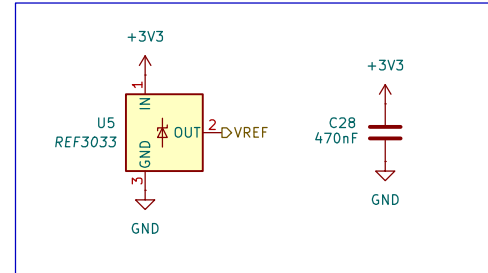 +3V3
1
IN
U5
REF3033
OUT
2
VREF
GND
3
GND
+3V3
C28
470nF
GND